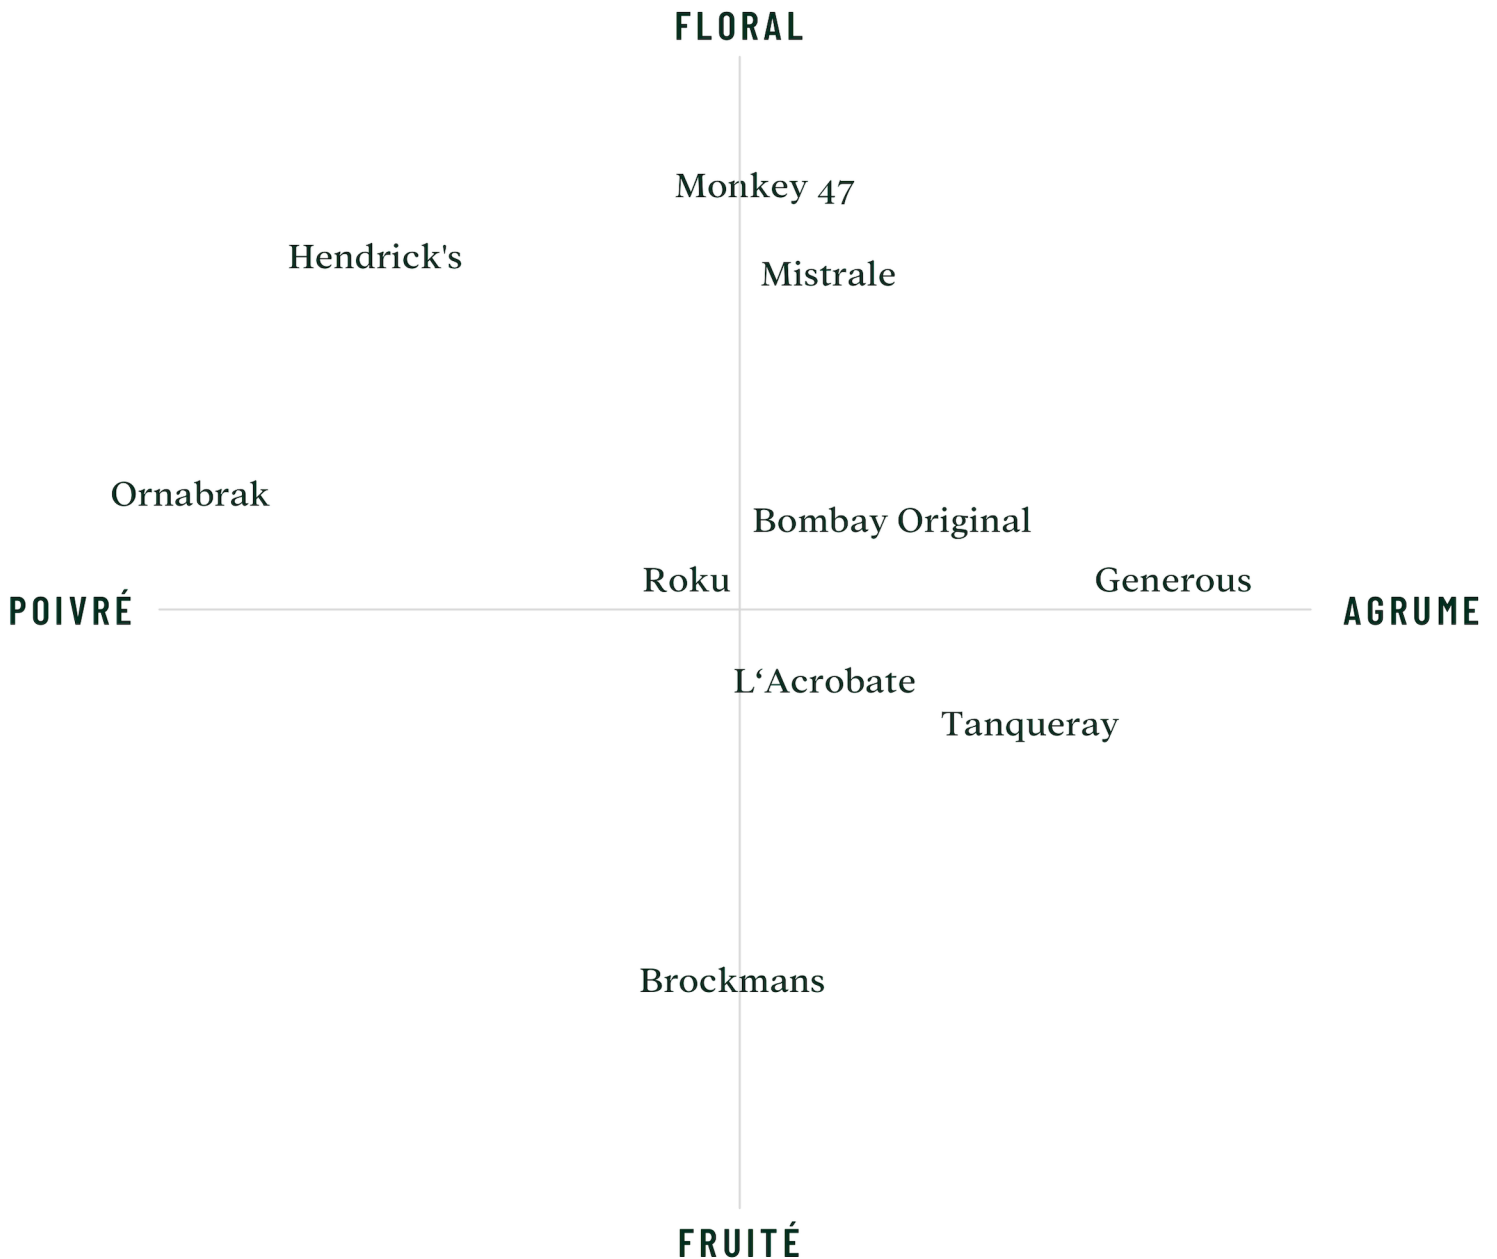 FLORAL
Monkey 47
Hendrick's
Mistrale
Ornabrak
Bombay Original
Roku
Generous
POIVRÉ
AGRUME
L‘Acrobate
Tanqueray
Brockmans
FRUITÉ